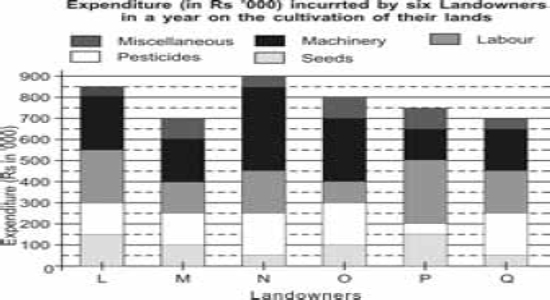 Expenditure (in Rs '000) incurrted by six Landowners
in a year on the cultivation of their lands
Miscellaneous Machinery Labour
Pesticides Seeds
Expenditure (Rs in '000)
900
800
700
600
500
400
300
200
100
0
L M N O P Q
Landowners